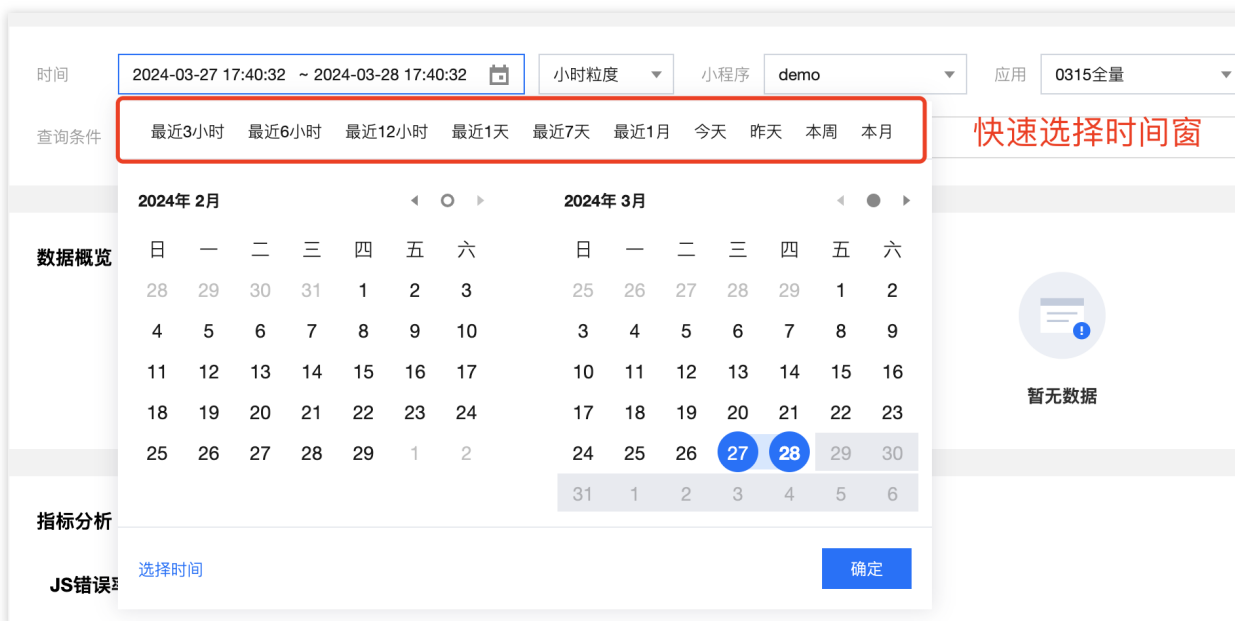 时间 2024-03-27 17:40:32 ~ 2024-03-28 17:40:32 小时粒度 小程序 demo 应用 0315全量
查询条件 最近3小时 最近6小时 最近12小时 最近1天 最近7天 最近1月 今天 昨天 本周 本月 快速选择时间窗
2024年 2月 2024年 3月
日 一 二 三 四 五 六 日 一 二 三 四 五 六
数据概览
28 29 30 31 1 2 3 25 26 27 28 29 1 2
4 5 6 7 8 9 10 3 4 5 6 7 8 9
11 12 13 14 15 16 17 10 11 12 13 14 15 16
暂无数据
18 19 20 21 22 23 24 17 18 19 20 21 22 23
25 26 27 28 29 1 2 24 25 26 27 28 29 30
31 1 2 3 4 5 6
指标分析
选择时间 确定
JS错误